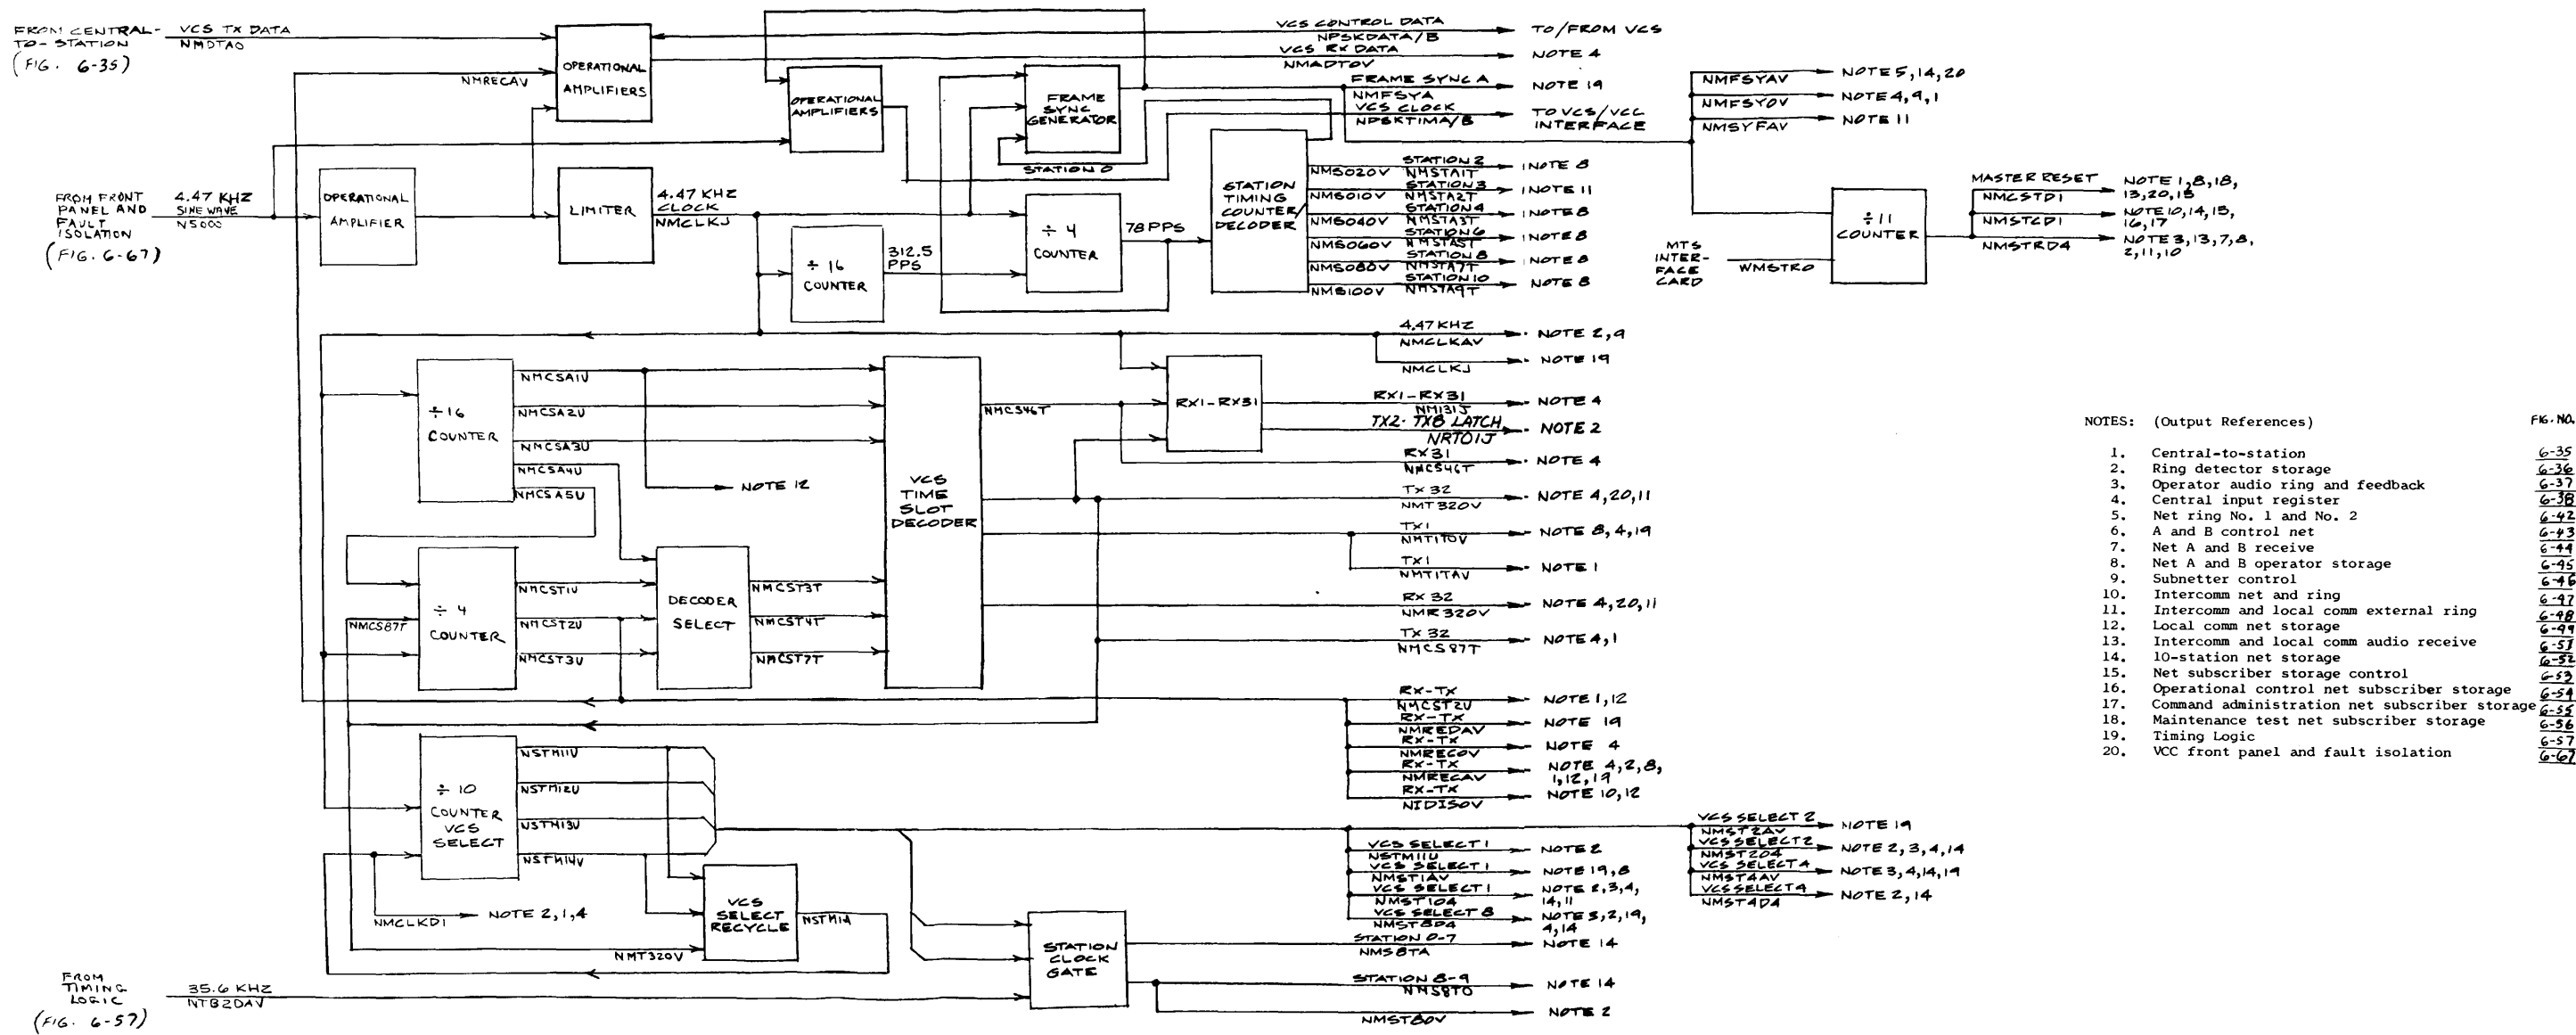 FROM CENTRAL-
TO-STATION
(FIG. 6-35)
VCS TX DATA
NMDTAO
NMRECAV
OPERATIONAL
AMPLIFIERS
OPERATIONAL
AMPLIFIERS
FRAME
SYNC
GENERATOR
VCS CONTROL DATA
NPSKDATA/B
TO/FROM VCS
VCS RX DATA
NMADTOV
NOTE 4
FRAME SYNC A
NMFSYA
NOTE 19
VCS CLOCK
NPSKTIMA/B
TO VCS/VCC
INTERFACE
NMFSYAV
NOTE 5,14,20
NMFSYOV
NOTE 4,9,1
NMSYFAV
NOTE 11
FROM FRONT
PANEL AND
FAULT
ISOLATION
(FIG. 6-67)
4.47 KHZ
SINE WAVE
N5000
OPERATIONAL
AMPLIFIER
LIMITER
4.47 KHZ
CLOCK
NMCLKJ
÷ 16
COUNTER
312.5
PPS
÷ 4
COUNTER
78 PPS
STATION 0
STATION
TIMING
COUNTER/
DECODER
NMS020V
STATION 2
NMSTA1T
NOTE 8
NMS010V
STATION 3
NMSTA2T
NOTE 11
NMS040V
STATION 4
NMSTA3T
NOTE 8
NMS060V
STATION 6
NMSTA5T
NOTE 8
NMS080V
STATION 8
NMSTA7T
NOTE 8
NMS100V
STATION 10
NMSTA9T
NOTE 8
MTS
INTER-
FACE
CARD
WMSTRO
÷ 11
COUNTER
MASTER RESET
NMCSTD1
NOTE 1,8,18,
13,20,15
NMSTCD1
NOTE 10,14,15,
16,17
NMSTRD4
NOTE 3,13,7,8,
2,11,10
4.47 KHZ
NMCLKAV
NOTE 2,9
NMCLKJ
NOTE 19
÷16
COUNTER
NMCSA1U
NMCSA2U
NMCSA3U
NMCSA4U
NMCSA5U
NOTE 12
VCS
TIME
SLOT
DECODER
NMCS46T
RX1-RX31
RX1-RX31
NM131J
NOTE 4
TX2-TX8 LATCH
NRTO1J
NOTE 2
RX31
NMCS46T
NOTE 4
TX 32
NMT320V
NOTE 4,20,11
TX1
NMT1TOV
NOTE 8,4,19
TX1
NMT1TAV
NOTE 1
RX 32
NMR320V
NOTE 4,20,11
TX 32
NMCS87T
NOTE 4,1
÷ 4
COUNTER
NMCS87T
NMCST1U
NMCST2U
NMCST3U
DECODER
SELECT
NMCST3T
NMCST4T
NMCST7T
RX-TX
NMCST2U
NOTE 1,12
RX-TX
NMREDAV
NOTE 19
RX-TX
NMRECOV
NOTE 4
RX-TX
NMRECAV
NOTE 4,2,8,
1,12,19
RX-TX
NIDISOV
NOTE 10,12
÷ 10
COUNTER
VCS
SELECT
NSTM11U
NSTM12U
NSTM13U
NSTM14V
NMCLKD1
NOTE 2,1,4
VCS
SELECT
RECYCLE
NSTM1A
NMT320V
STATION
CLOCK
GATE
VCS SELECT 1
NSTM11U
NOTE 2
VCS SELECT 1
NMST1AV
NOTE 19,8
VCS SELECT 1
NMST104
NOTE 2,3,4,
14,11
VCS SELECT 8
NMST8D4
NOTE 3,2,19,
4,14
STATION 0-7
NMS8TA
NOTE 14
STATION 8-9
NMS8TO
NOTE 14
NMST80V
NOTE 2
VCS SELECT 2
NMST2AV
NOTE 19
VCS SELECT 2
NMST204
NOTE 2,3,4,14
VCS SELECT 4
NMST4AV
NOTE 3,4,14,19
VCS SELECT 4
NMST4D4
NOTE 2,14
FROM
TIMING
LOGIC
(FIG. 6-57)
35.6 KHZ
NTB2DAV
NOTES: (Output References) FIG. NO.
1. Central-to-station 6-35
2. Ring detector storage 6-36
3. Operator audio ring and feedback 6-37
4. Central input register 6-38
5. Net ring No. 1 and No. 2 6-42
6. A and B control net 6-43
7. Net A and B receive 6-44
8. Net A and B operator storage 6-45
9. Subnetter control 6-46
10. Intercomm net and ring 6-47
11. Intercomm and local comm external ring 6-48
12. Local comm net storage 6-49
13. Intercomm and local comm audio receive 6-51
14. 10-station net storage 6-52
15. Net subscriber storage control 6-53
16. Operational control net subscriber storage 6-54
17. Command administration net subscriber storage 6-55
18. Maintenance test net subscriber storage 6-56
19. Timing Logic 6-57
20. VCC front panel and fault isolation 6-67